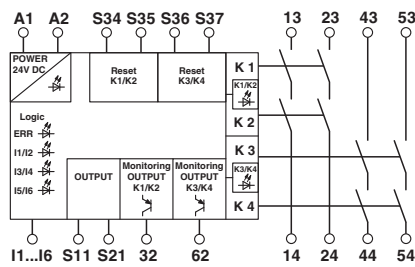 A1 A2 S34 S35 S36 S37 13 23 43 53
POWER
24V DC
Reset
K1/K2
Reset
K3/K4
K 1
K1/K2
K 2
Logic
ERR
I1/I2
I3/I4
I5/I6
OUTPUT
Monitoring
OUTPUT
K1/K2
Monitoring
OUTPUT
K3/K4
K 3
K3/K4
K 4
I1...I6 S11 S21 32 62 14 24 44 54